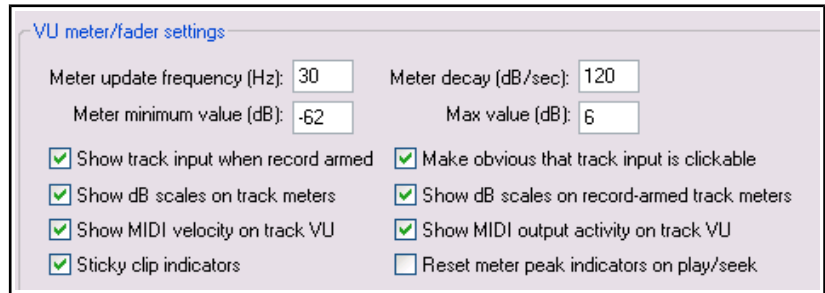 VU meter/fader settings
Meter update frequency (Hz): 30 Meter decay (dB/sec): 120
Meter minimum value (dB): -62 Max value (dB): 6
Show track input when record armed Make obvious that track input is clickable
Show dB scales on track meters Show dB scales on record-armed track meters
Show MIDI velocity on track VU Show MIDI output activity on track VU
Sticky clip indicators Reset meter peak indicators on play/seek